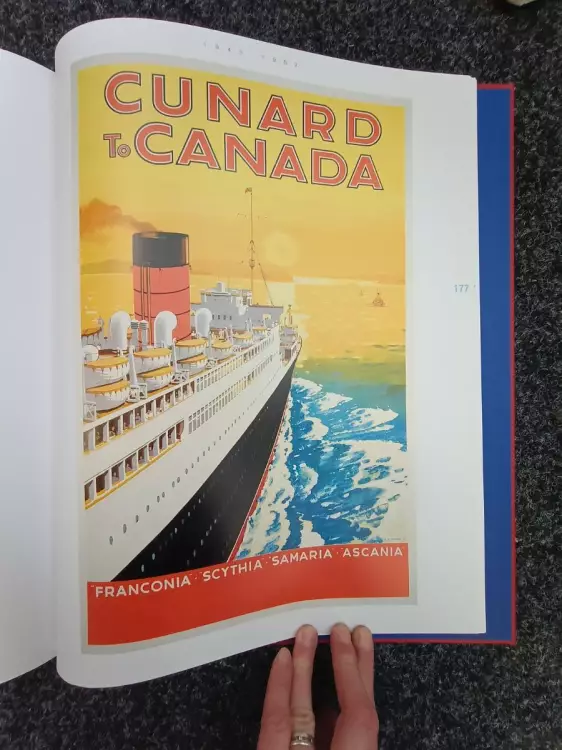 CUNARD
To CANADA
177
FRANCONIA · SCYTHIA · SAMARIA · ASCANIA